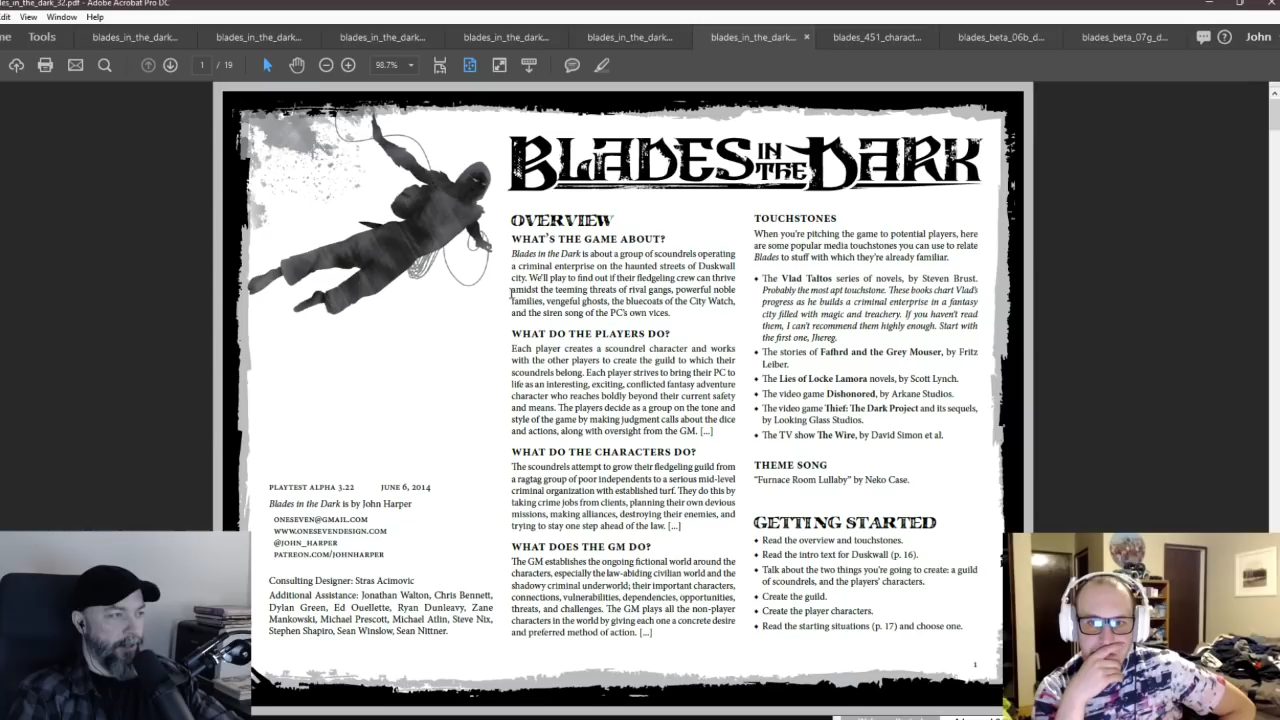 des_in_the_dark_32.pdf - Adobe Acrobat Pro DC
Edit View Window Help
me Tools blades_in_the_dark... blades_in_the_dark... blades_in_the_dark... blades_in_the_dark... blades_in_the_dark... blades_in_the_dark... × blades_451_charact... blades_beta_06b_d... blades_beta_07g_d... John
1 / 19 98.7%
BLADES IN THE DARK
OVERVIEW
WHAT'S THE GAME ABOUT?
Blades in the Dark is about a group of scoundrels operating
a criminal enterprise on the haunted streets of Duskwall
city. We'll play to find out if their fledgeling crew can thrive
amidst the teeming threats of rival gangs, powerful noble
families, vengeful ghosts, the bluecoats of the City Watch,
and the siren song of the PC's own vices.
WHAT DO THE PLAYERS DO?
Each player creates a scoundrel character and works
with the other players to create the guild to which their
scoundrels belong. Each player strives to bring their PC to
life as an interesting, exciting, conflicted fantasy adventure
character who reaches boldly beyond their current safety
and means. The players decide as a group on the tone and
style of the game by making judgment calls about the dice
and actions, along with oversight from the GM. [...]
WHAT DO THE CHARACTERS DO?
The scoundrels attempt to grow their fledgeling guild from
a ragtag group of poor independents to a serious mid-level
criminal organization with established turf. They do this by
taking crime jobs from clients, planning their own devious
missions, making alliances, destroying their enemies, and
trying to stay one step ahead of the law. [...]
WHAT DOES THE GM DO?
The GM establishes the ongoing fictional world around the
characters, especially the law-abiding civilian world and the
shadowy criminal underworld; their important characters,
connections, vulnerabilities, dependencies, opportunities,
threats, and challenges. The GM plays all the non-player
characters in the world by giving each one a concrete desire
and preferred method of action. [...]
TOUCHSTONES
When you're pitching the game to potential players, here
are some popular media touchstones you can use to relate
Blades to stuff with which they're already familiar.
• The Vlad Taltos series of novels, by Steven Brust.
Probably the most apt touchstone. These books chart Vlad's
progress as he builds a criminal enterprise in a fantasy
city filled with magic and treachery. If you haven't read
them, I can't recommend them highly enough. Start with
the first one, Jhereg.
• The stories of Fafhrd and the Grey Mouser, by Fritz
Leiber.
• The Lies of Locke Lamora novels, by Scott Lynch.
• The video game Dishonored, by Arkane Studios.
• The video game Thief: The Dark Project and its sequels,
by Looking Glass Studios.
• The TV show The Wire, by David Simon et al.
THEME SONG
"Furnace Room Lullaby" by Neko Case.
GETTING STARTED
• Read the overview and touchstones.
• Read the intro text for Duskwall (p. 16).
• Talk about the two things you're going to create: a guild
of scoundrels, and the players' characters.
• Create the guild.
• Create the player characters.
• Read the starting situations (p. 17) and choose one.
PLAYTEST ALPHA 3.22 JUNE 6, 2014
Blades in the Dark is by John Harper
ONESEVEN@GMAIL.COM
WWW.ONESEVENDESIGN.COM
@JOHN_HARPER
PATREON.COM/JOHNHARPER
Consulting Designer: Stras Acimovic
Additional Assistance: Jonathan Walton, Chris Bennett,
Dylan Green, Ed Ouellette, Ryan Dunleavy, Zane
Mankowski, Michael Prescott, Michael Atlin, Steve Nix,
Stephen Shapiro, Sean Winslow, Sean Nittner.
1